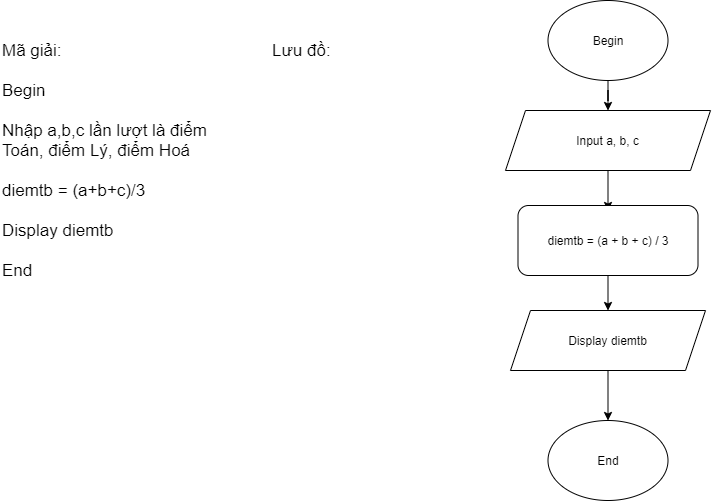 Mã giải:
Begin
Nhập a,b,c lần lượt là điểm
Toán, điểm Lý, điểm Hoá
diemtb = (a+b+c)/3
Display diemtb
End
Lưu đồ:
Begin
Input a, b, c
diemtb = (a + b + c) / 3
Display diemtb
End